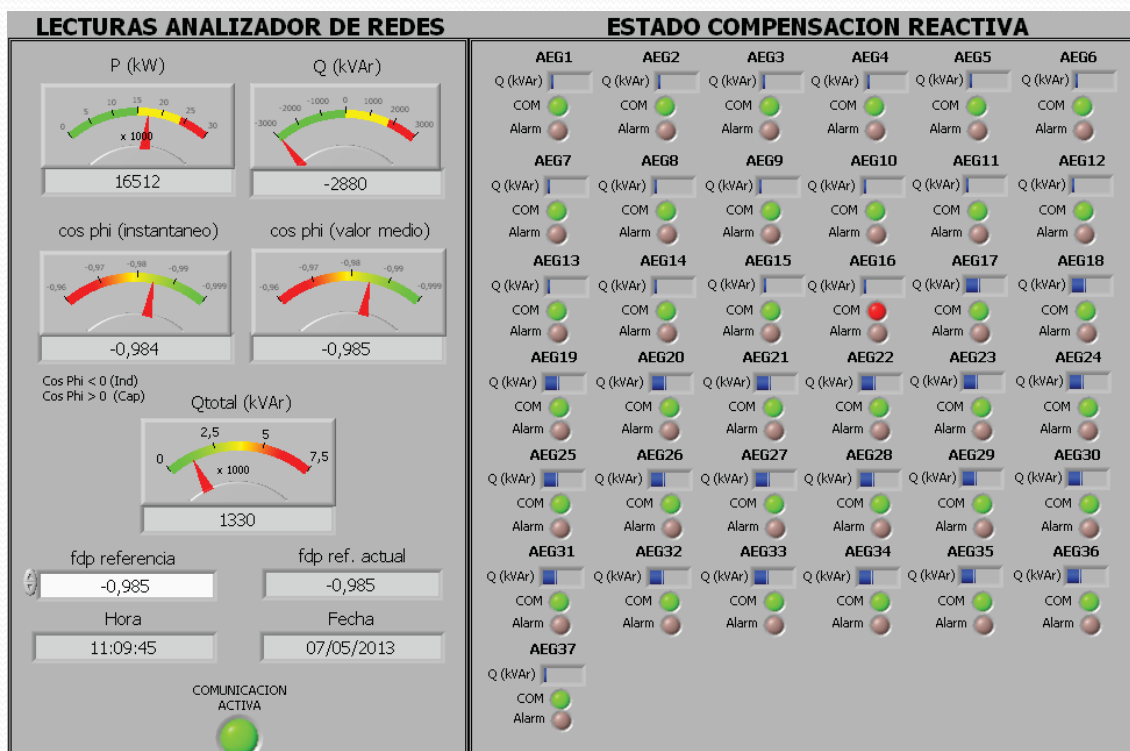 LECTURAS ANALIZADOR DE REDES
P (kW)
0 5 10 15 20 25 30
x 1000
16512
Q (kVAr)
-3000 -2000 -1000 0 1000 2000 3000
-2880
cos phi (instantaneo)
-0,96 -0,97 -0,98 -0,99 -0,999
-0,984
cos phi (valor medio)
-0,96 -0,97 -0,98 -0,99 -0,999
-0,985
Cos Phi < 0 (Ind)
Cos Phi > 0 (Cap)
Qtotal (kVAr)
0 2,5 5 7,5
x 1000
1330
fdp referencia
-0,985
fdp ref. actual
-0,985
Hora
11:09:45
Fecha
07/05/2013
COMUNICACION
ACTIVA
ESTADO COMPENSACION REACTIVA
AEG1 AEG2 AEG3 AEG4 AEG5 AEG6
Q (kVAr) Q (kVAr) Q (kVAr) Q (kVAr) Q (kVAr) Q (kVAr)
COM COM COM COM COM COM
Alarm Alarm Alarm Alarm Alarm Alarm
AEG7 AEG8 AEG9 AEG10 AEG11 AEG12
Q (kVAr) Q (kVAr) Q (kVAr) Q (kVAr) Q (kVAr) Q (kVAr)
COM COM COM COM COM COM
Alarm Alarm Alarm Alarm Alarm Alarm
AEG13 AEG14 AEG15 AEG16 AEG17 AEG18
Q (kVAr) Q (kVAr) Q (kVAr) Q (kVAr) Q (kVAr) Q (kVAr)
COM COM COM COM COM COM
Alarm Alarm Alarm Alarm Alarm Alarm
AEG19 AEG20 AEG21 AEG22 AEG23 AEG24
Q (kVAr) Q (kVAr) Q (kVAr) Q (kVAr) Q (kVAr) Q (kVAr)
COM COM COM COM COM COM
Alarm Alarm Alarm Alarm Alarm Alarm
AEG25 AEG26 AEG27 AEG28 AEG29 AEG30
Q (kVAr) Q (kVAr) Q (kVAr) Q (kVAr) Q (kVAr) Q (kVAr)
COM COM COM COM COM COM
Alarm Alarm Alarm Alarm Alarm Alarm
AEG31 AEG32 AEG33 AEG34 AEG35 AEG36
Q (kVAr) Q (kVAr) Q (kVAr) Q (kVAr) Q (kVAr) Q (kVAr)
COM COM COM COM COM COM
Alarm Alarm Alarm Alarm Alarm Alarm
AEG37
Q (kVAr)
COM
Alarm